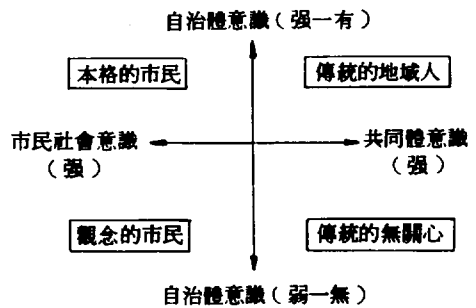 自治體意識(强一有)
本格的市民 傳統的地域人
市民社會意識 共同體意識
(强) (强)
觀念的市民 傳統的無關心
自治體意識(弱一無)